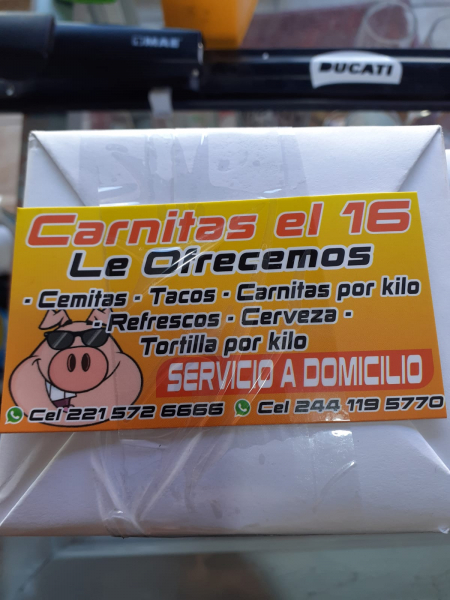 DMAS
DUCATI
Carnitas el 16
Le Ofrecemos
- Cemitas - Tacos - Carnitas por kilo
- Refrescos - Cerveza -
Tortilla por kilo
SERVICIO A DOMICILIO
Cel 221 572 6666 Cel 244 119 5770